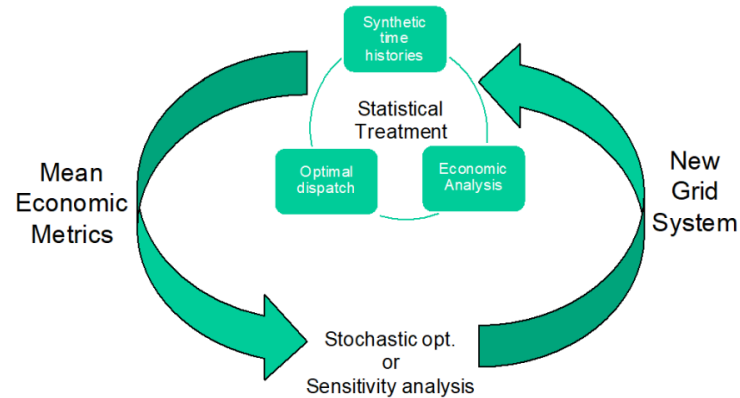 Synthetic
time
histories
Statistical
Treatment
Optimal
dispatch
Economic
Analysis
Mean
Economic
Metrics
New
Grid
System
Stochastic opt.
or
Sensitivity analysis